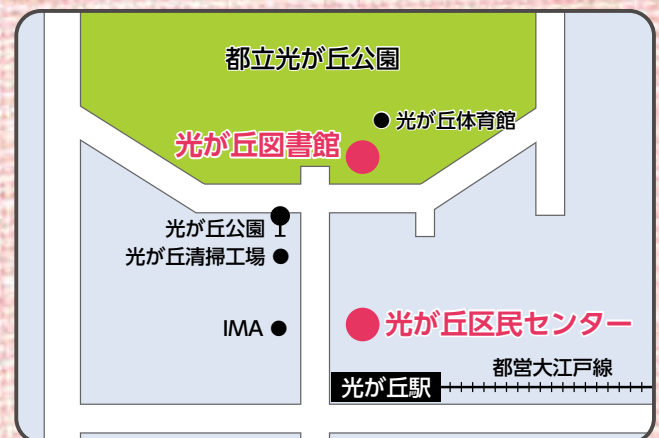 都立光が丘公園
光が丘体育館
光が丘図書館
光が丘公園
光が丘清掃工場
IMA
光が丘区民センター
都営大江戸線
光が丘駅